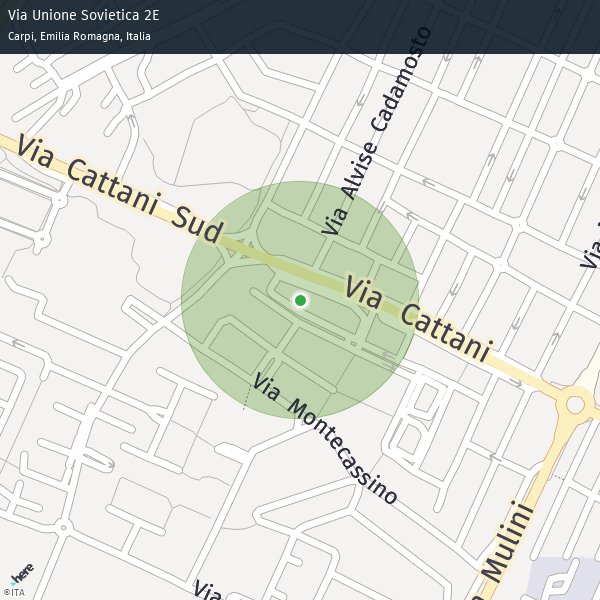 Via Unione Sovietica 2E
Carpi, Emilia Romagna, Italia
Via Alvise Cadamosto
Via Cattani Sud
Via Cattani
Via Montecassino
Mulini
Via
here
©ITA